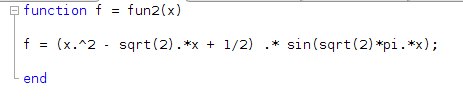 function f = fun2(x)
f = (x.^2 - sqrt(2).*x + 1/2) .* sin(sqrt(2)*pi.*x);
end